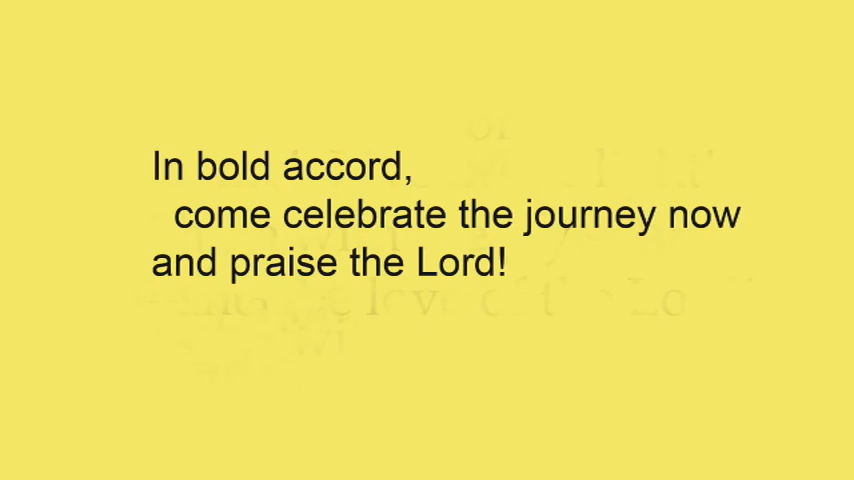 In bold accord,
come celebrate the journey now
and praise the Lord!